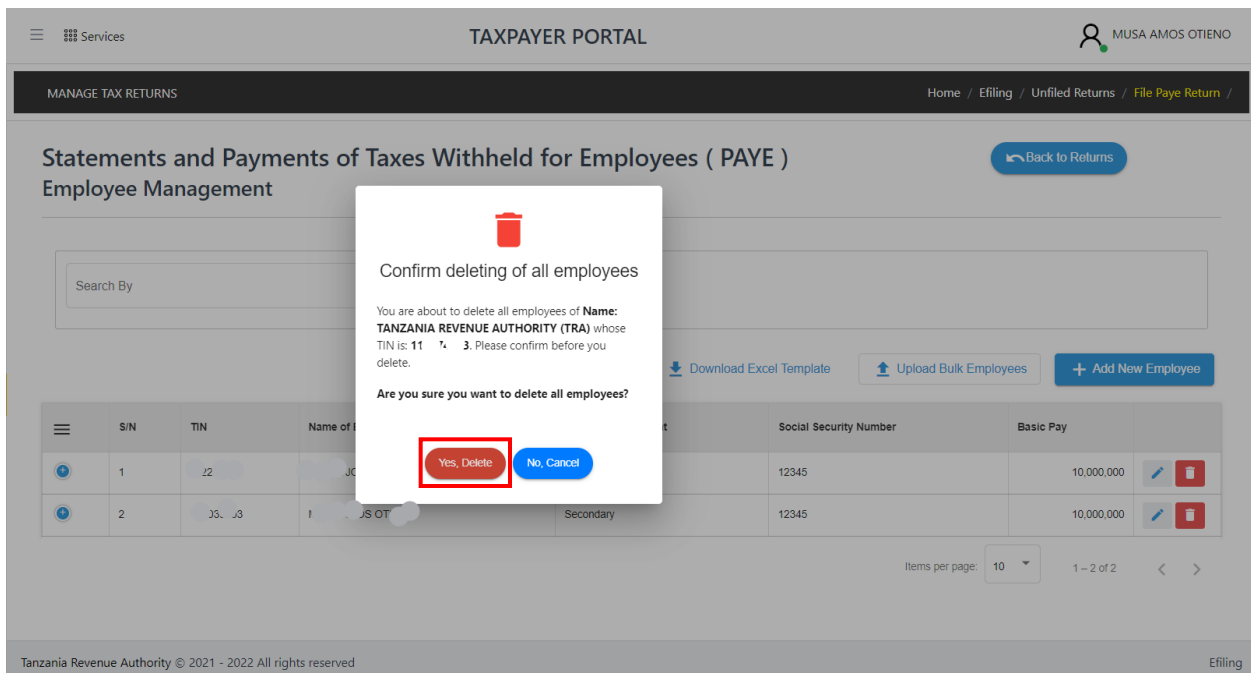 Services
TAXPAYER PORTAL
MUSA AMOS OTIENO
MANAGE TAX RETURNS
Home / Efiling / Unfiled Returns / File Paye Return /
Statements and Payments of Taxes Withheld for Employees ( PAYE )
Back to Returns
Employee Management
Search By
Confirm deleting of all employees
You are about to delete all employees of Name:
TANZANIA REVENUE AUTHORITY (TRA) whose
TIN is: 11 3. Please confirm before you
delete.
Are you sure you want to delete all employees?
Yes, Delete
No, Cancel
Download Excel Template
Upload Bulk Employees
+ Add New Employee
S/N TIN Name of Social Security Number Basic Pay
1 12345 10,000,000
2 Secondary 12345 10,000,000
Items per page: 10 1 – 2 of 2
Tanzania Revenue Authority © 2021 - 2022 All rights reserved
Efiling